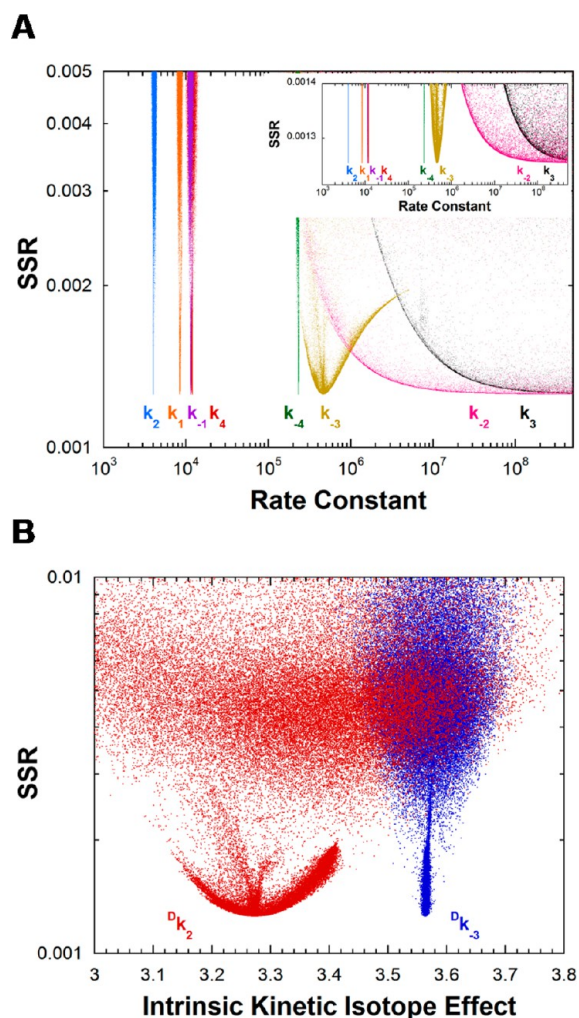 A
SSR
0.005
0.004
0.003
0.002
0.001
10³ 10⁴ 10⁵ 10⁶ 10⁷ 10⁸
Rate Constant
k₂ k₁ k₋₁ k₄ k₋₄ k₋₃ k₋₂ k₃
SSR
0.0014
0.0013
k₂ k₁ k₋₁ k₄ k₋₄ k₋₃ k₋₂ k₃
10³ 10⁴ 10⁵ 10⁶ 10⁷ 10⁸
Rate Constant
B
SSR
0.01
0.001
ᴰk₂ ᴰk₋₃
3 3.1 3.2 3.3 3.4 3.5 3.6 3.7 3.8
Intrinsic Kinetic Isotope Effect